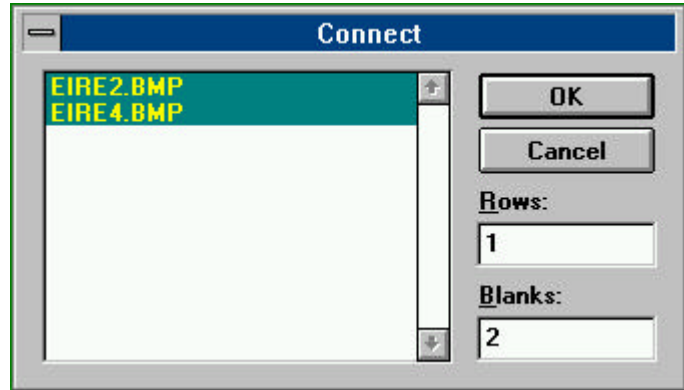 Connect
EIRE2.BMP
EIRE4.BMP
OK
Cancel
Rows:
1
Blanks:
2